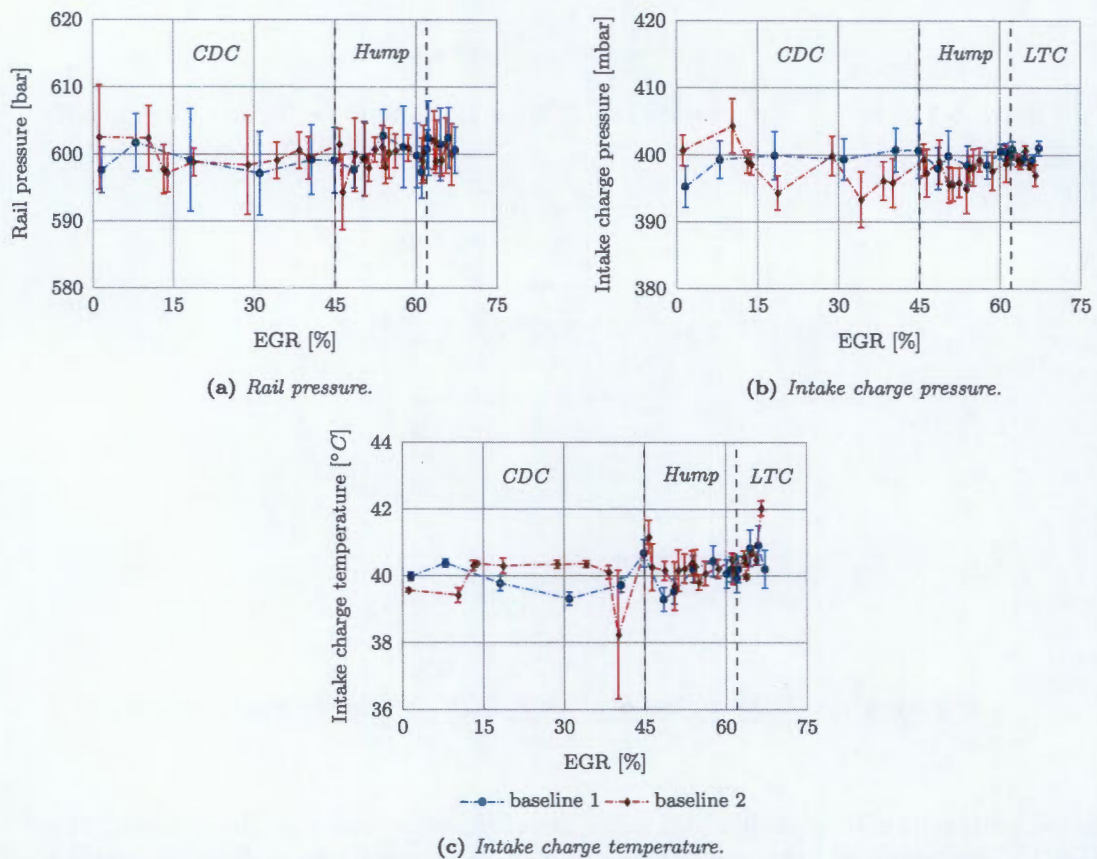 620
610
600
590
580
Rail pressure [bar]
CDC
Hump
0
15
30
45
60
75
EGR [%]
(a) Rail pressure.
420
410
400
390
380
Intake charge pressure [mbar]
CDC
Hump
LTC
0
15
30
45
60
75
EGR [%]
(b) Intake charge pressure.
44
42
40
38
36
Intake charge temperature [°C]
CDC
Hump
LTC
0
15
30
45
60
75
EGR [%]
baseline 1
baseline 2
(c) Intake charge temperature.